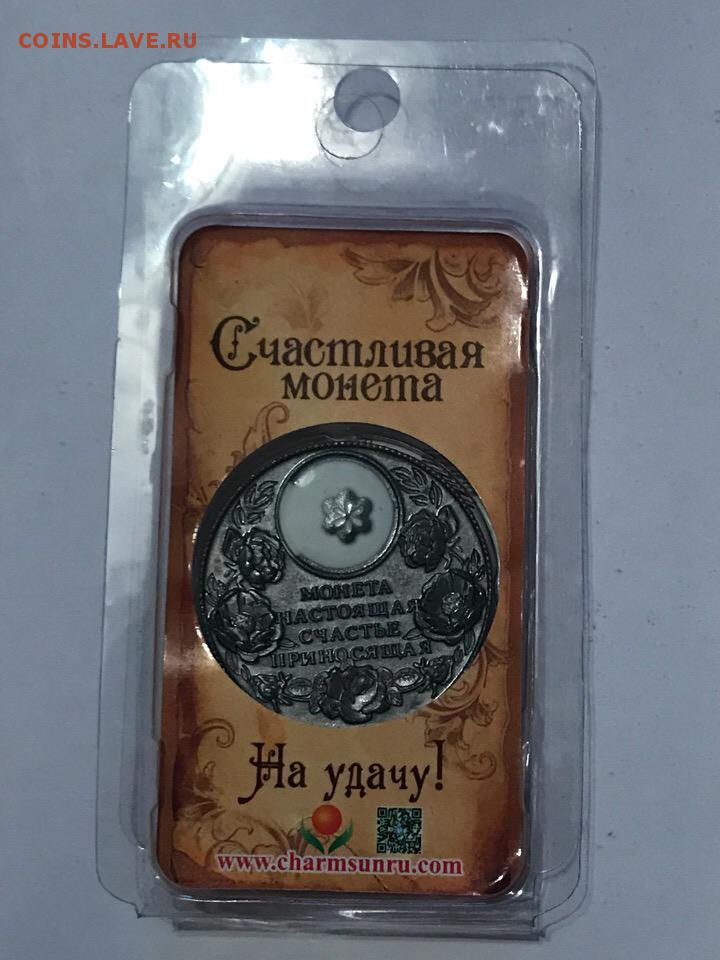 COINS.LAVE.RU
Счастливая
монета
МОНЕТА
НАСТОЯЩАЯ
СЧАСТЬЕ
ПРИНОСЯЩАЯ
На удачу!
www.charmsunru.com